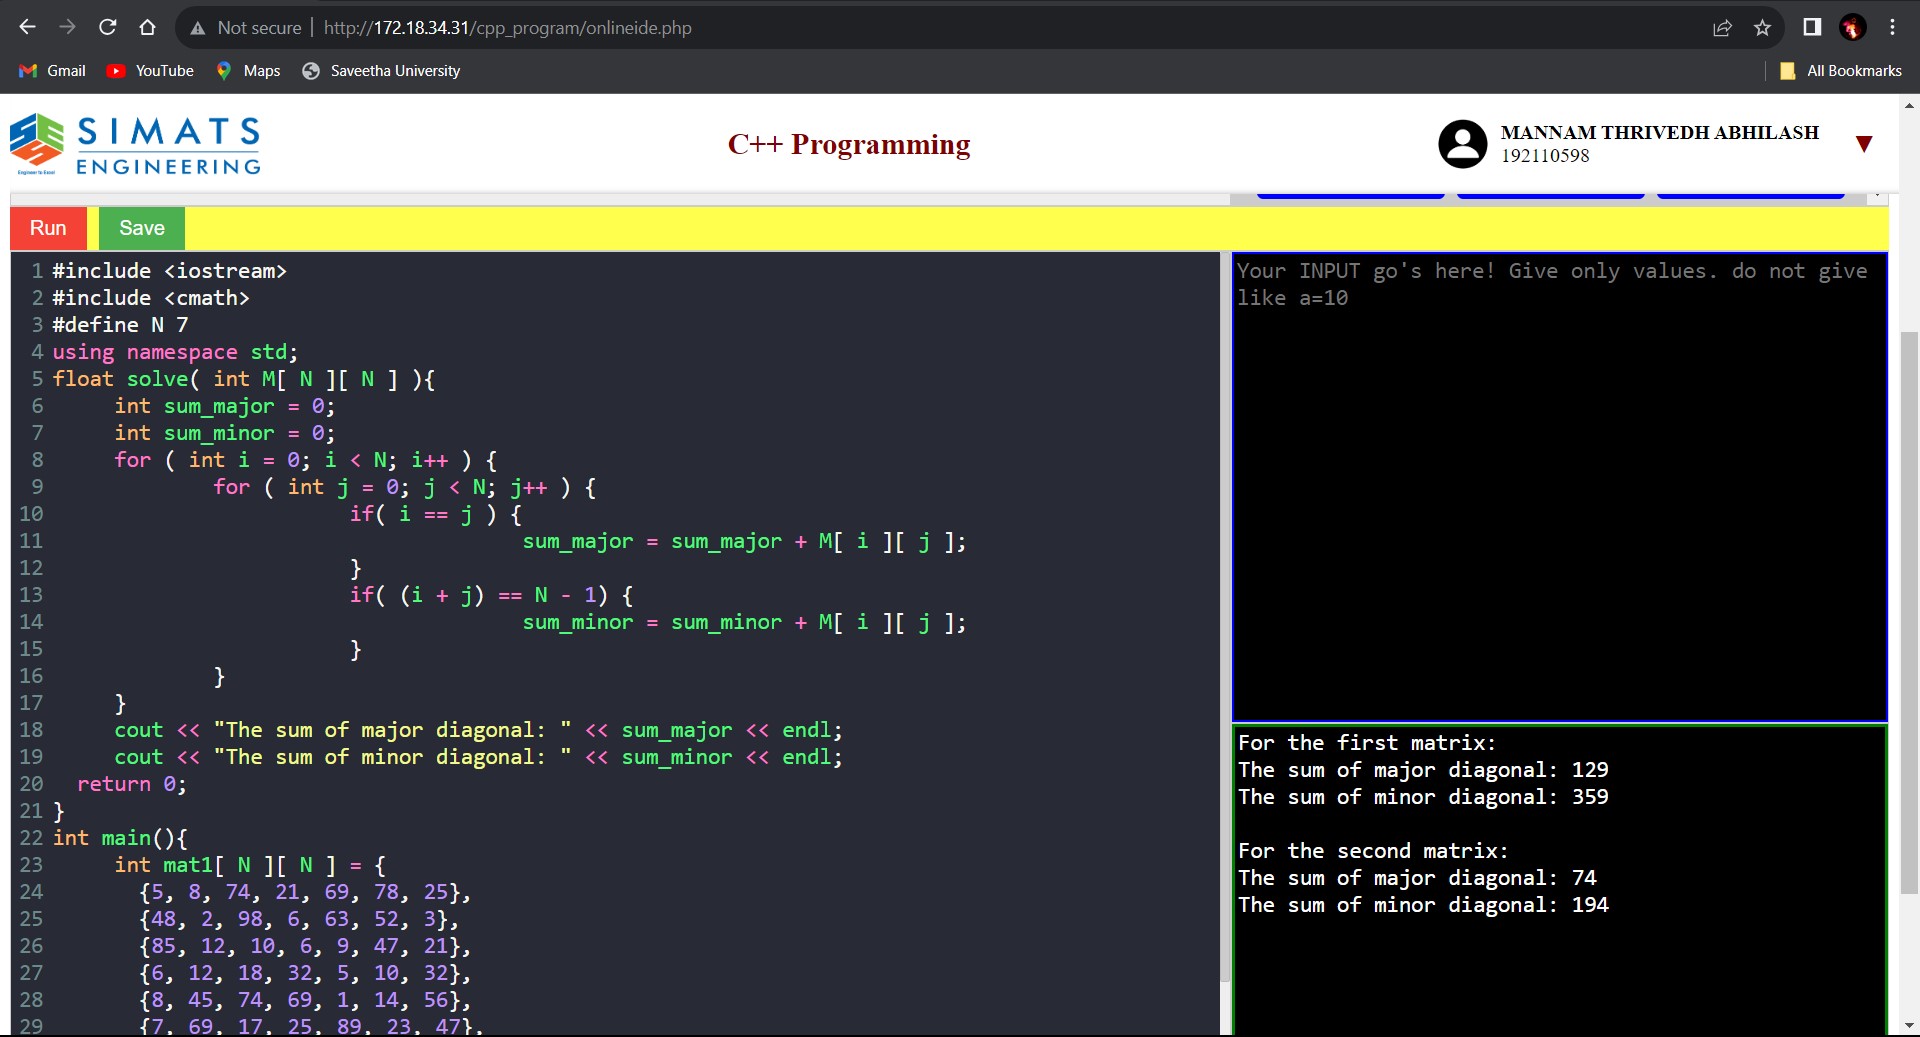 Not secure | http://172.18.34.31/cpp_program/onlineide.php
Gmail YouTube Maps Saveetha University All Bookmarks
SIMATS
ENGINEERING
Engineer to Excel
C++ Programming
MANNAM THRIVEDH ABHILASH
192110598
Run Save
1 #include <iostream>
2 #include <cmath>
3 #define N 7
4 using namespace std;
5 float solve( int M[ N ][ N ] ){
6 int sum_major = 0;
7 int sum_minor = 0;
8 for ( int i = 0; i < N; i++ ) {
9 for ( int j = 0; j < N; j++ ) {
10 if( i == j ) {
11 sum_major = sum_major + M[ i ][ j ];
12 }
13 if( (i + j) == N - 1) {
14 sum_minor = sum_minor + M[ i ][ j ];
15 }
16 }
17 }
18 cout << "The sum of major diagonal: " << sum_major << endl;
19 cout << "The sum of minor diagonal: " << sum_minor << endl;
20 return 0;
21 }
22 int main(){
23 int mat1[ N ][ N ] = {
24 {5, 8, 74, 21, 69, 78, 25},
25 {48, 2, 98, 6, 63, 52, 3},
26 {85, 12, 10, 6, 9, 47, 21},
27 {6, 12, 18, 32, 5, 10, 32},
28 {8, 45, 74, 69, 1, 14, 56},
29 {7, 69, 17, 25, 89, 23, 47},
Your INPUT go's here! Give only values. do not give
like a=10
For the first matrix:
The sum of major diagonal: 129
The sum of minor diagonal: 359
For the second matrix:
The sum of major diagonal: 74
The sum of minor diagonal: 194